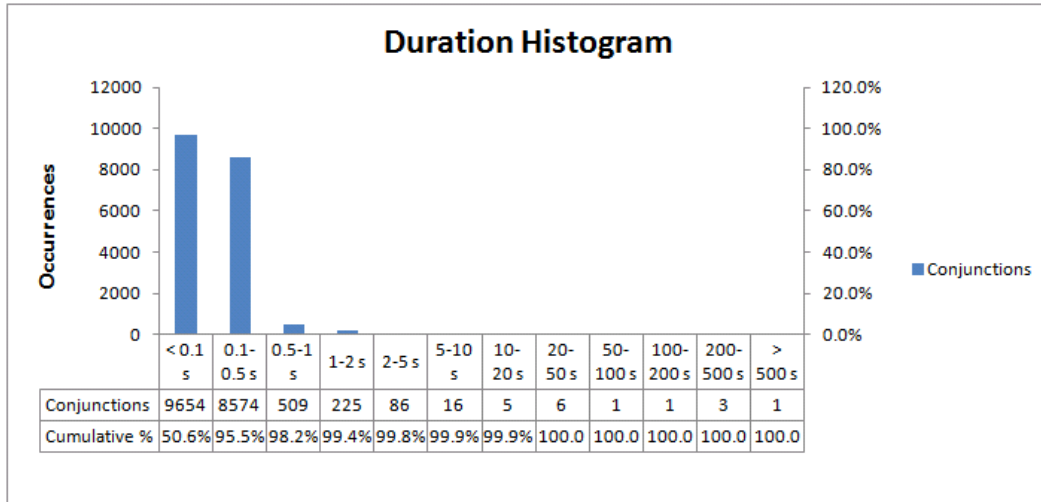 Duration Histogram
12000 120.0%
10000 100.0%
8000 80.0%
6000 60.0%
4000 40.0%
2000 20.0%
0 0.0%
Occurrences
Conjunctions
< 0.1 0.1- 0.5-1 1-2 s 2-5 s 5-10 10- 20- 50- 100- 200- >
s 0.5 s s s 20 s 50 s 100 s 200 s 500 s 500 s
Conjunctions 9654 8574 509 225 86 16 5 6 1 1 3 1
Cumulative % 50.6% 95.5% 98.2% 99.4% 99.8% 99.9% 99.9% 100.0 100.0 100.0 100.0 100.0